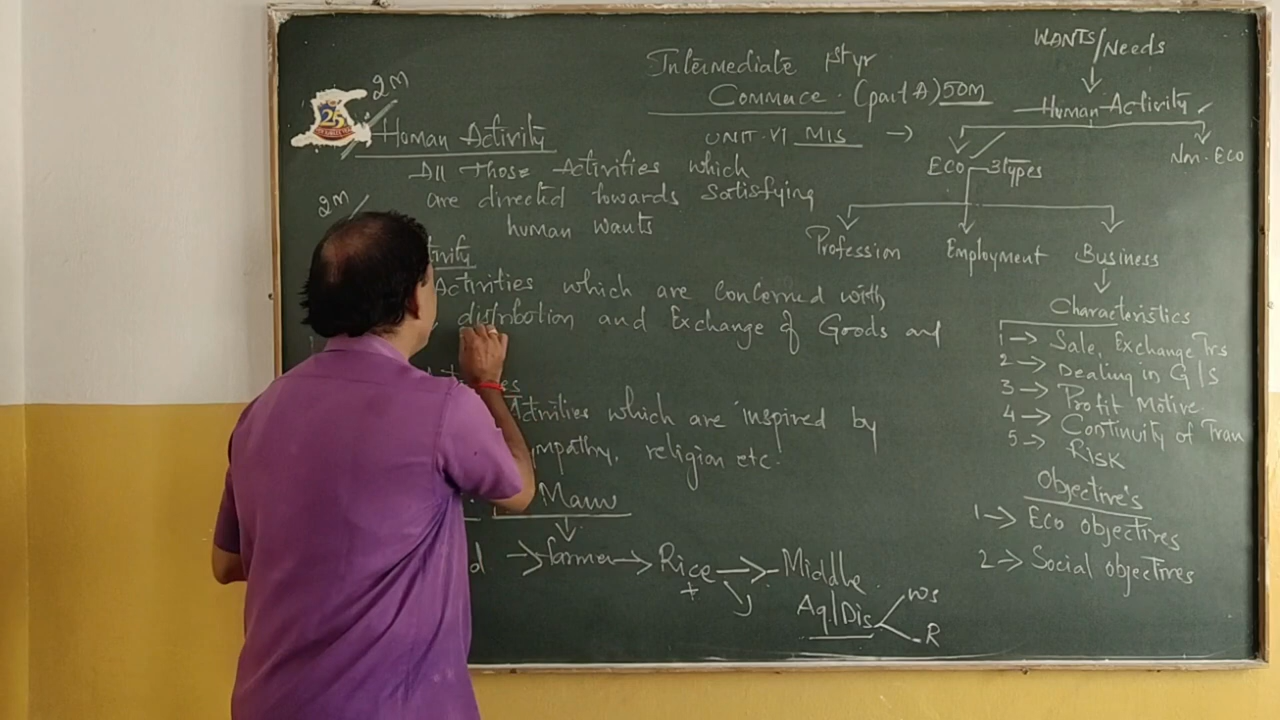 Intermediate 1st yr
Commerce. (part A) 50M
UNIT-VI MIS →
2M
25
Human Activity
All Those Activities which
are directed towards Satisfying
human wants
2M
tivity
Activities which are Concerned with
distribution and Exchange of Goods and
Activities which are inspired by
mpathy, religion etc.
d → farmer → Rice → Middle
+
Ag./Dis
WS
R
WANTS/Needs
Human Activity
ECO 3 types
Non-ECO
Profession Employment Business
Characteristics
1 → Sale, Exchange Trs
2 → Dealing in G/S
3 → Profit Motive
4 → Continuity of Tran
5 → Risk
Objective's
1 → Eco objectives
2 → Social objectives